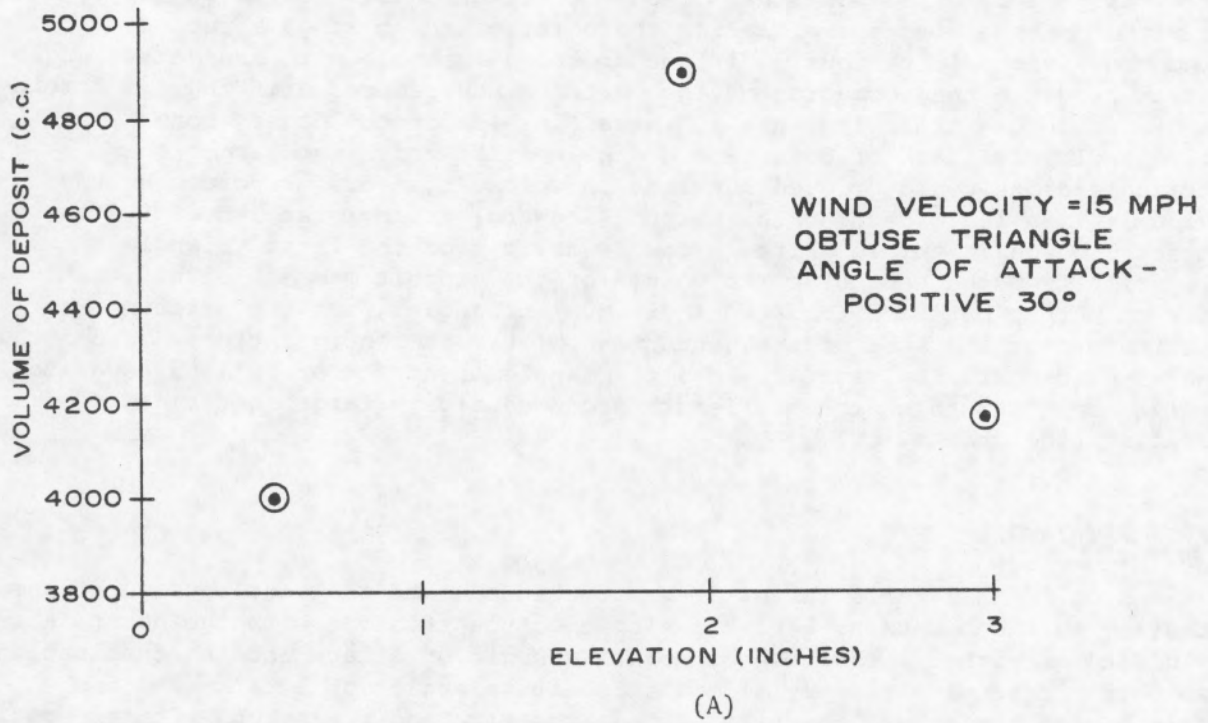 5000
4800
4600
4400
4200
4000
3800
VOLUME OF DEPOSIT (c.c.)
WIND VELOCITY =15 MPH
OBTUSE TRIANGLE
ANGLE OF ATTACK-
POSITIVE 30°
0 1 2 3
ELEVATION (INCHES)
(A)